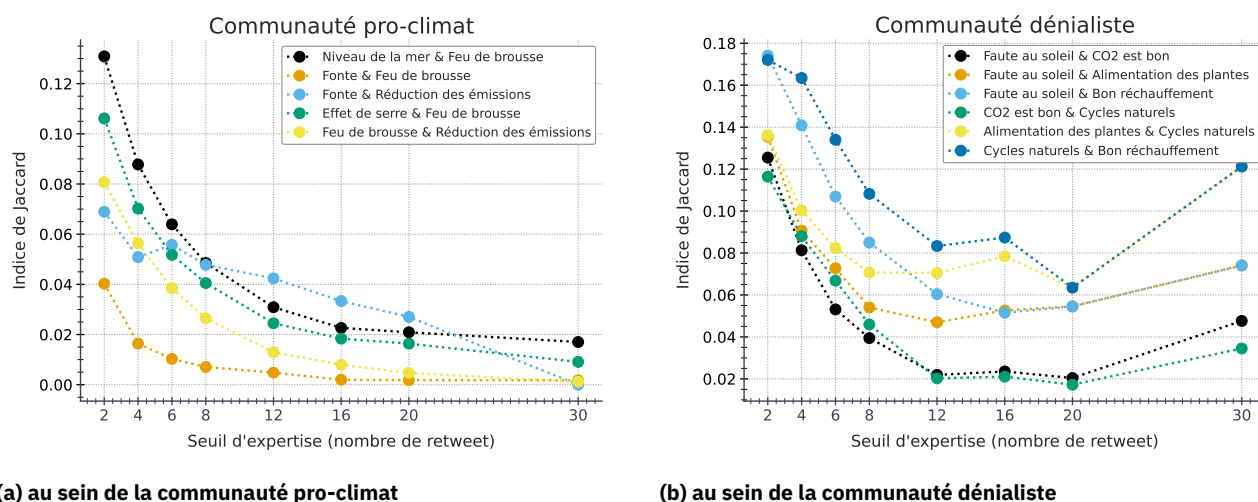 Communauté pro-climat
Niveau de la mer & Feu de brousse
Fonte & Feu de brousse
Fonte & Réduction des émissions
Effet de serre & Feu de brousse
Feu de brousse & Réduction des émissions
Indice de Jaccard
0.12
0.10
0.08
0.06
0.04
0.02
0.00
2 4 6 8 12 16 20 30
Seuil d'expertise (nombre de retweet)
(a) au sein de la communauté pro-climat
Communauté dénialiste
Faute au soleil & CO2 est bon
Faute au soleil & Alimentation des plantes
Faute au soleil & Bon réchauffement
CO2 est bon & Cycles naturels
Alimentation des plantes & Cycles naturels
Cycles naturels & Bon réchauffement
Indice de Jaccard
0.18
0.16
0.14
0.12
0.10
0.08
0.06
0.04
0.02
2 4 6 8 12 16 20 30
Seuil d'expertise (nombre de retweet)
(b) au sein de la communauté dénialiste